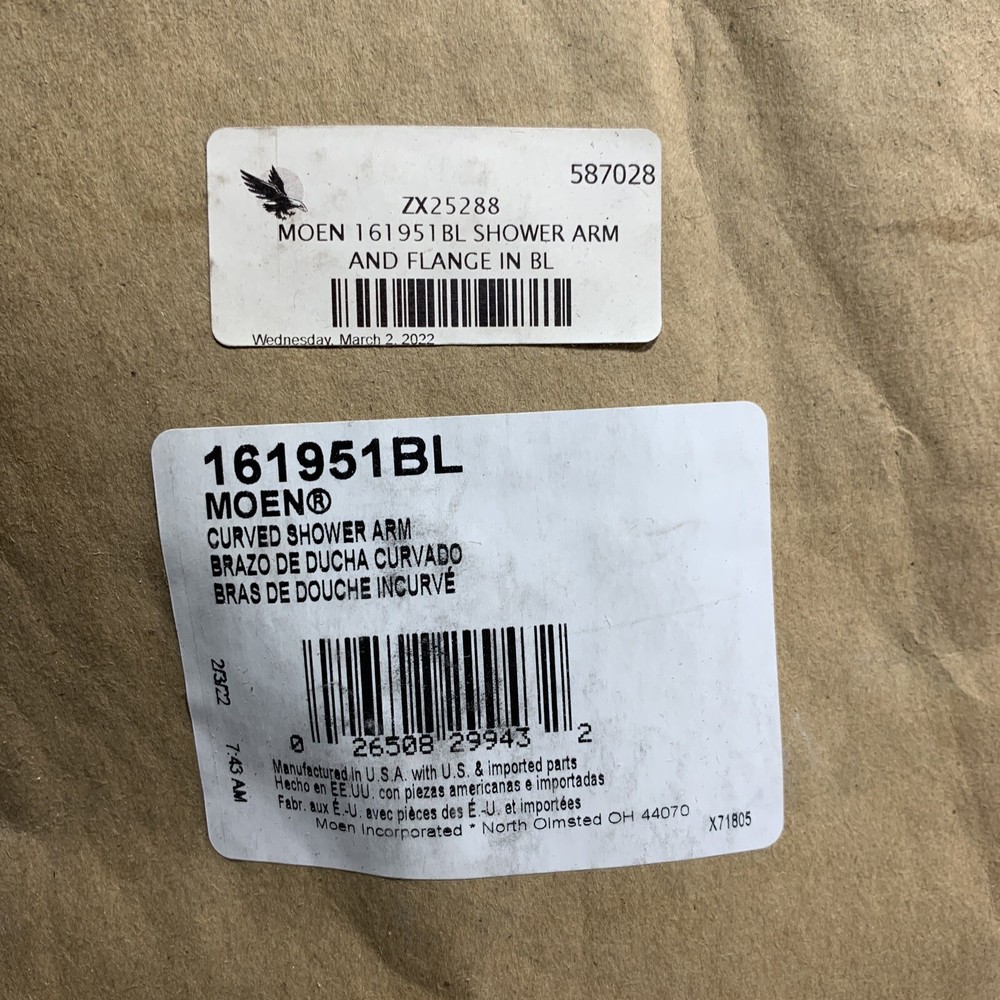 587028
ZX25288
MOEN 161951BL SHOWER ARM
AND FLANGE IN BL
Wednesday, March 2, 2022
161951BL
MOEN®
CURVED SHOWER ARM
BRAZO DE DUCHA CURVADO
BRAS DE DOUCHE INCURVÉ
2/3/22 7:43 AM
0 26508 29943 2
Manufactured in U.S.A. with U.S. & imported parts
Hecho en EE.UU. con piezas americanas e importadas
Fabr. aux É.-U. avec pièces des É.-U. et importées
Moen Incorporated * North Olmsted OH 44070
X71805